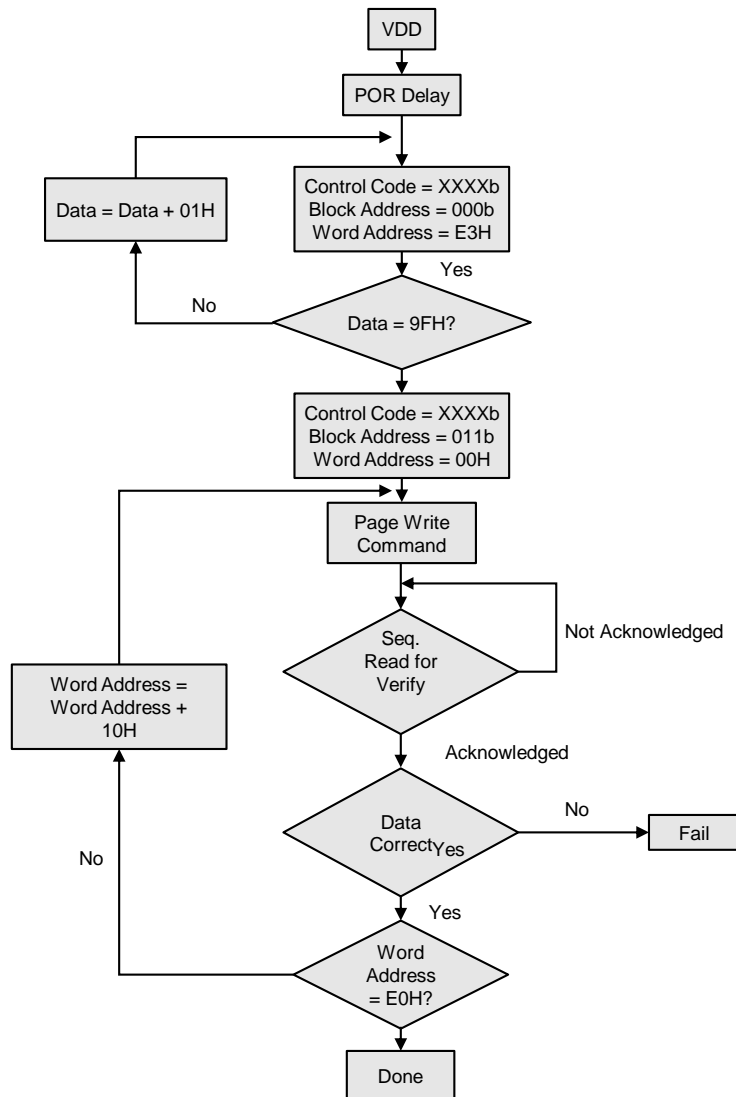 VDD
POR Delay
Data = Data + 01H
Control Code = XXXXb
Block Address = 000b
Word Address = E3H
Yes
No
Data = 9FH?
Control Code = XXXXb
Block Address = 011b
Word Address = 00H
Page Write
Command
Seq.
Read for
Verify
Not Acknowledged
Word Address =
Word Address +
10H
Acknowledged
Data
CorrectYes
No
Fail
No
Yes
Word
Address
= E0H?
Done